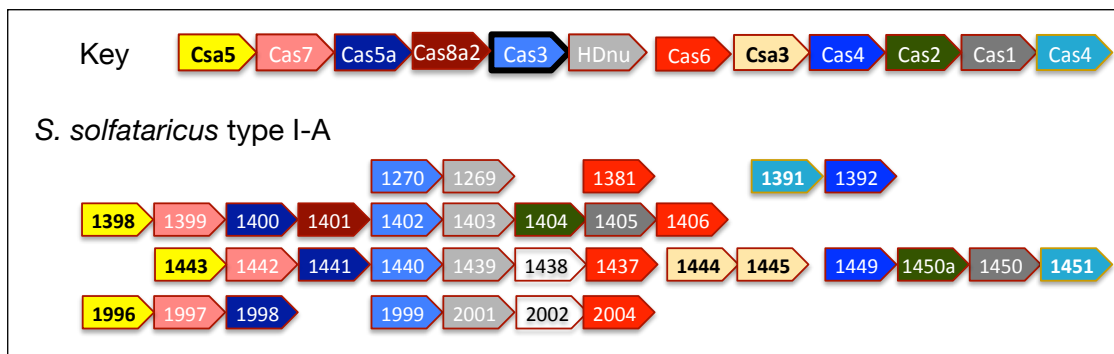 Key Csa5 Cas7 Cas5a Cas8a2 Cas3 HDnu Cas6 Csa3 Cas4 Cas2 Cas1 Cas4
S. solfataricus type I-A
1270 1269 1381 1391 1392
1398 1399 1400 1401 1402 1403 1404 1405 1406
1443 1442 1441 1440 1439 1438 1437 1444 1445 1449 1450a 1450 1451
1996 1997 1998 1999 2001 2002 2004